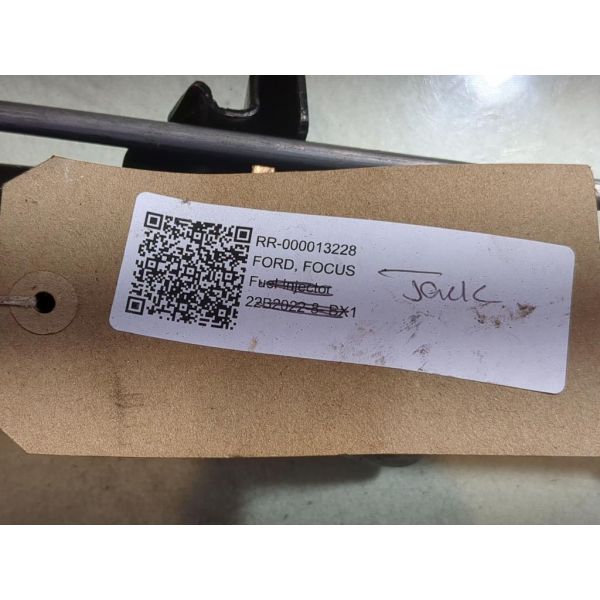 RR-000013228
FORD, FOCUS
Fuel Injector
22B2022 8 BX1
Jack